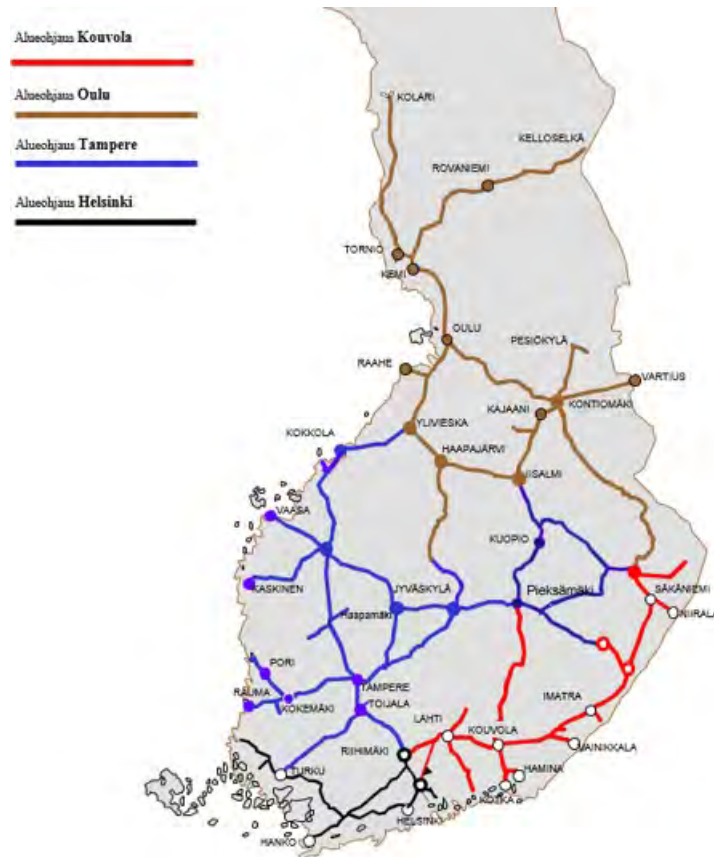 Alueohjaus Kouvola
Alueohjaus Oulu
Alueohjaus Tampere
Alueohjaus Helsinki
KOLARI
KELLOSELKÄ
ROVANIEMI
TORNIO
KEMI
OULU
PESIÖKYLÄ
RAAHE
VARTIUS
KAJAANI
KONTIOMÄKI
YLIVIESKA
KOKKOLA
HAAPAJÄRVI
IISALMI
VAASA
KUOPIO
KASKINEN
JYVÄSKYLÄ
Pieksämäki
SÄKÄNIEMI
Haapamäki
NIIRALA
PORI
TAMPERE
RAUMA
KOKEMÄKI
TOIJALA
IMATRA
LAHTI
KOUVOLA
RIIHIMÄKI
VAINIKKALA
TURKU
HAMINA
KOTKA
HELSINKI
HANKO